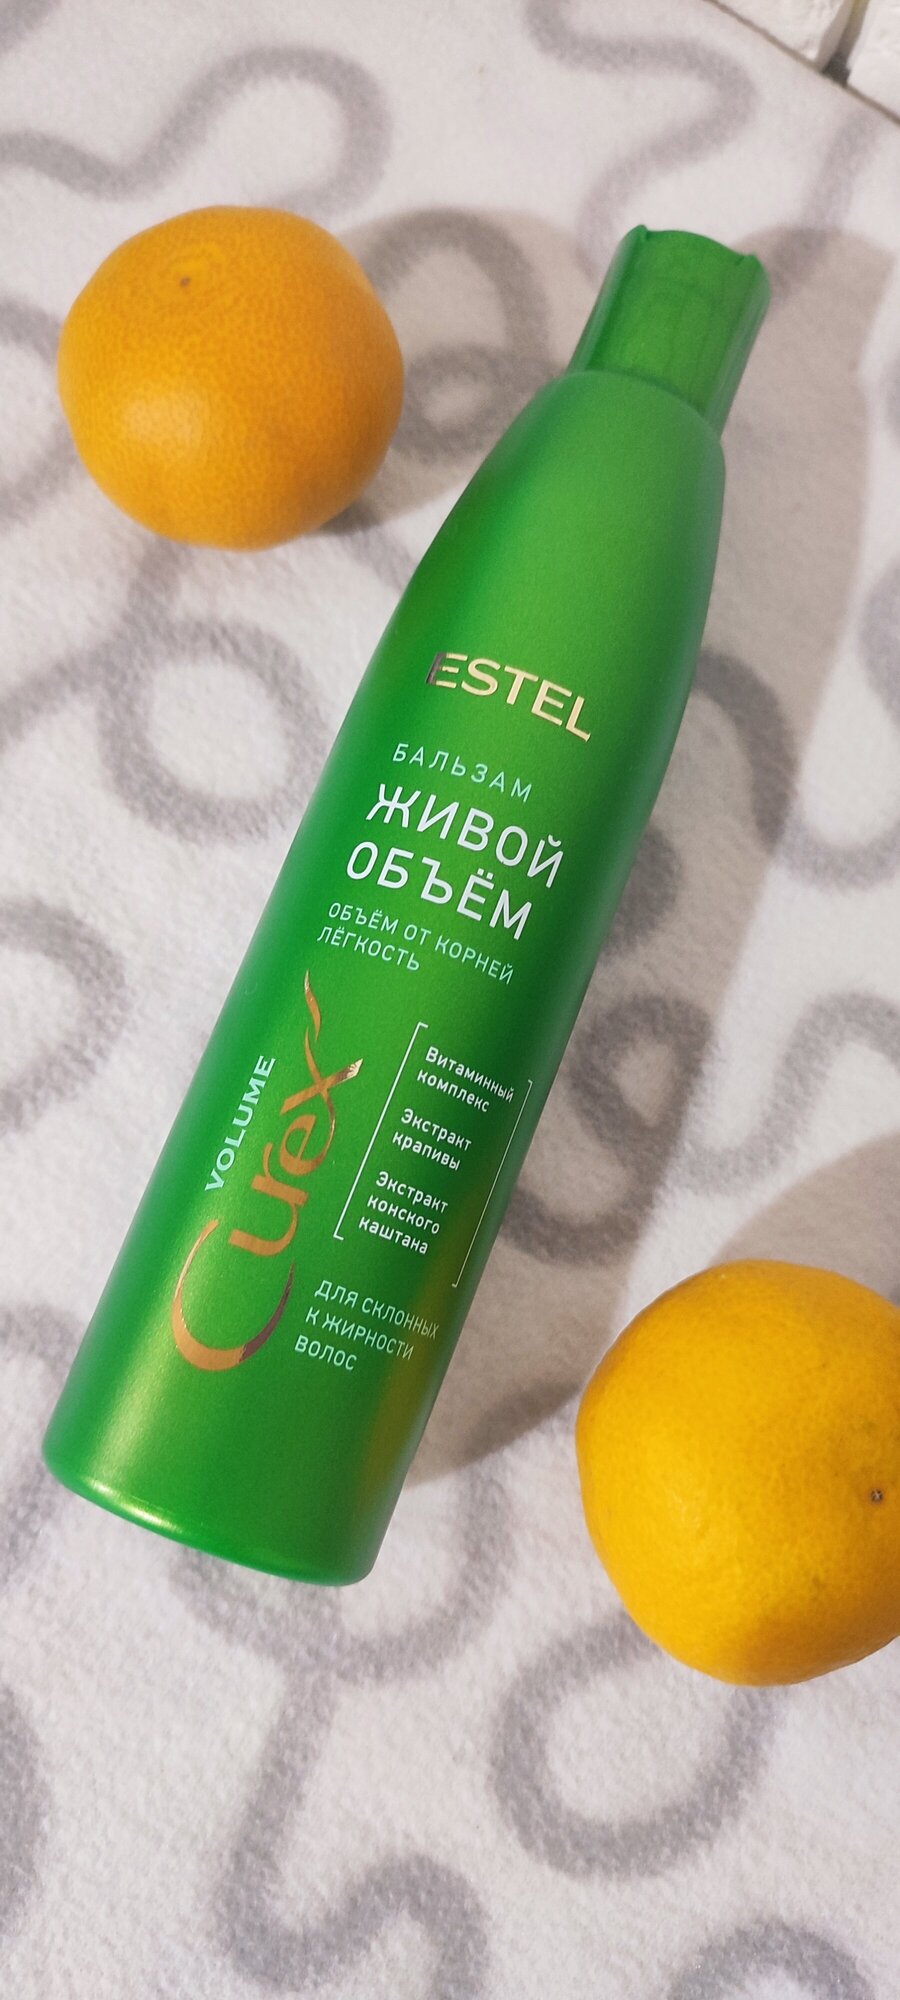 ESTEL
БАЛЬЗАМ
ЖИВОЙ
ОБЪЁМ
ОБЪЁМ ОТ КОРНЕЙ
ЛЁГКОСТЬ
VOLUME
Curex
Витаминный
комплекс
Экстракт
крапивы
Экстракт
конского
каштана
ДЛЯ СКЛОННЫХ
К ЖИРНОСТИ
ВОЛОС